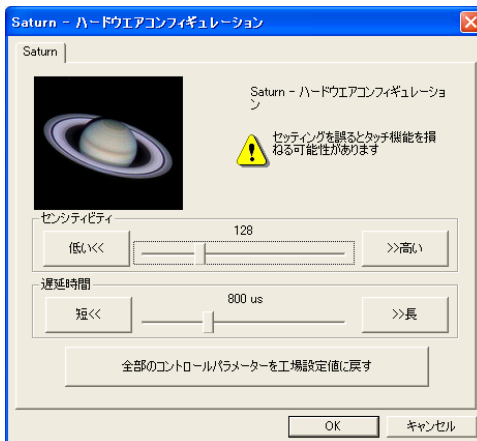 Saturn - ハードウエアコンフィギュレーション
Saturn
Saturn - ハードウエアコンフィギュレーショ
ン
セッティングを誤るとタッチ機能を損
ねる可能性があります
センシティビティ
128
低い<<
>>高い
遅延時間
800 us
短<<
>>長
全部のコントロールパラメーターを工場設定値に戻す
OK
キャンセル